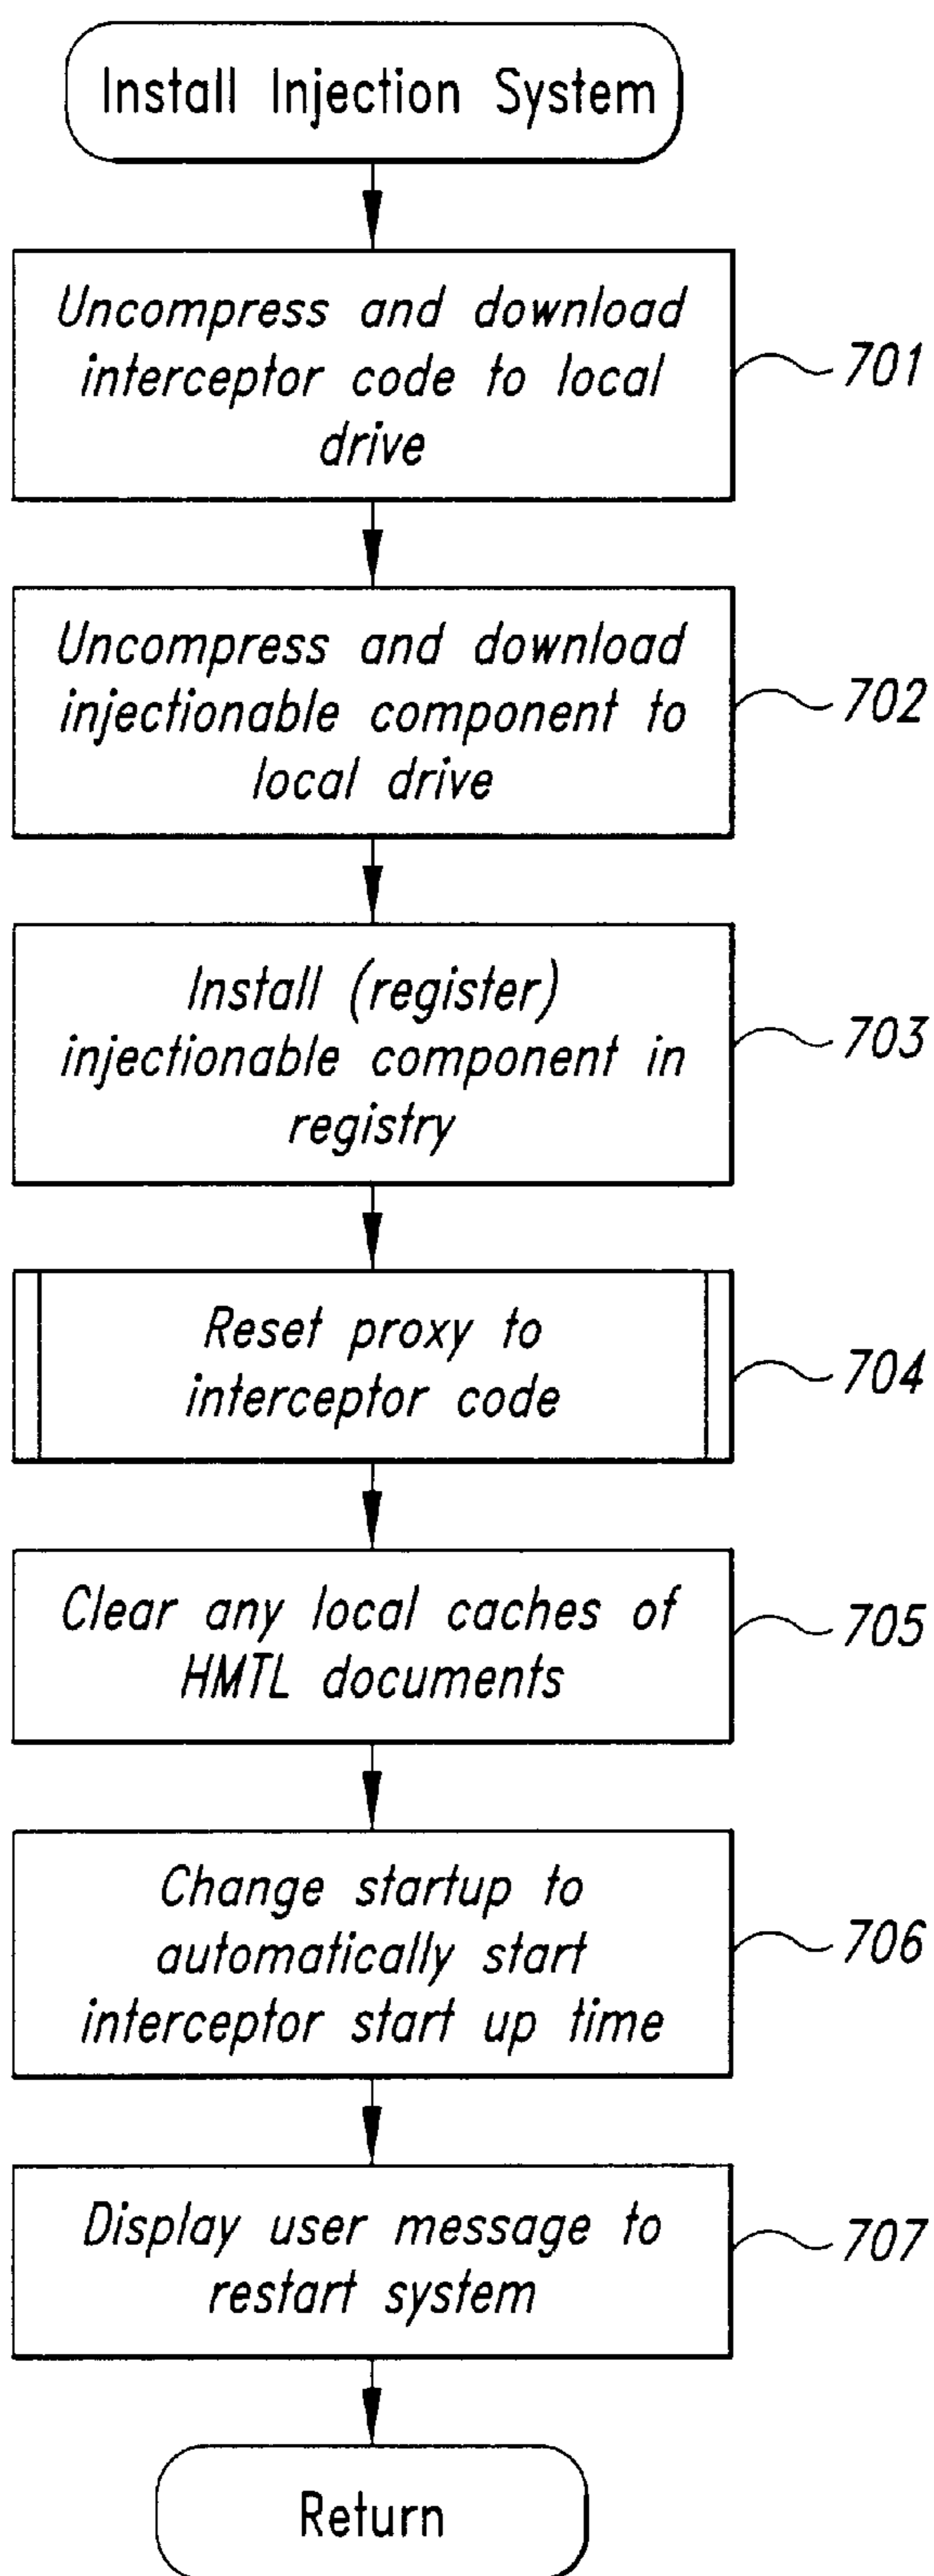 Install Injection System
Uncompress and download
interceptor code to local
drive
701
Uncompress and download
injectionable component to
local drive
702
Install (register)
injectionable component in
registry
703
Reset proxy to
interceptor code
704
Clear any local caches of
HMTL documents
705
Change startup to
automatically start
interceptor start up time
706
Display user message to
restart system
707
Return